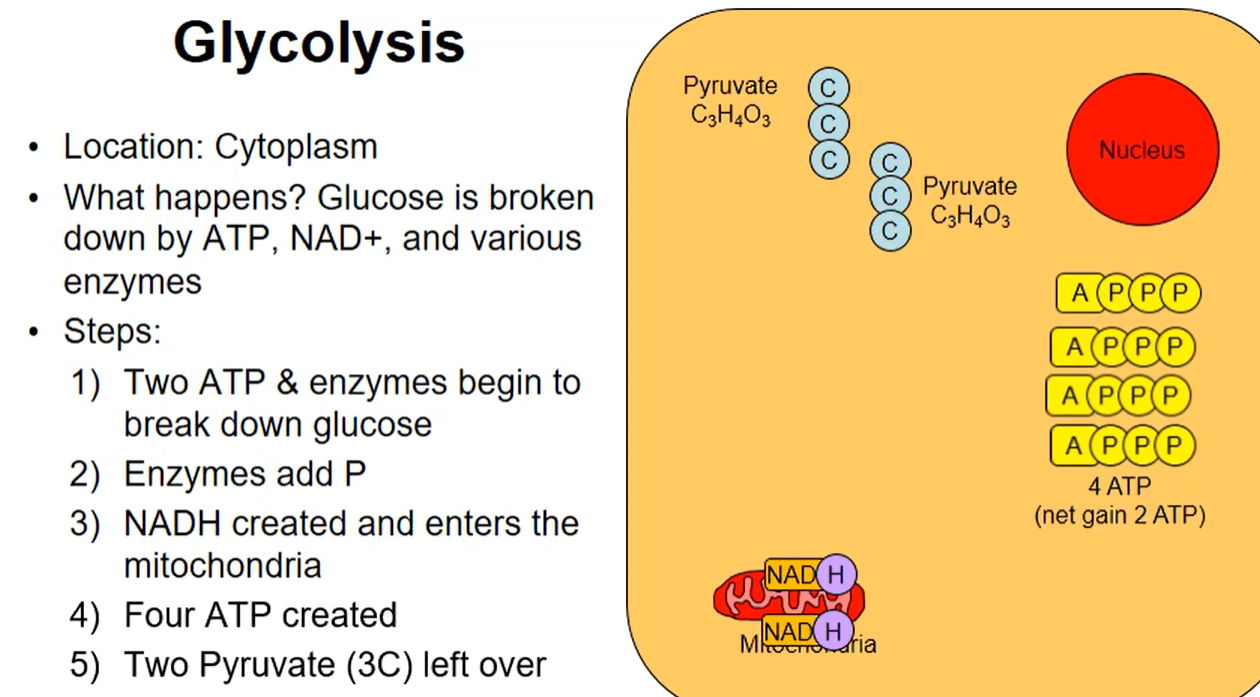 Glycolysis
• Location: Cytoplasm
• What happens? Glucose is broken
down by ATP, NAD+, and various
enzymes
• Steps:
1) Two ATP & enzymes begin to
break down glucose
2) Enzymes add P
3) NADH created and enters the
mitochondria
4) Four ATP created
5) Two Pyruvate (3C) left over
Pyruvate
C₃H₄O₃
C
C
C
C
C
C
Pyruvate
C₃H₄O₃
Nucleus
A P P P
A P P P
A P P P
A P P P
4 ATP
(net gain 2 ATP)
NAD H
NAD H
Mitochondria